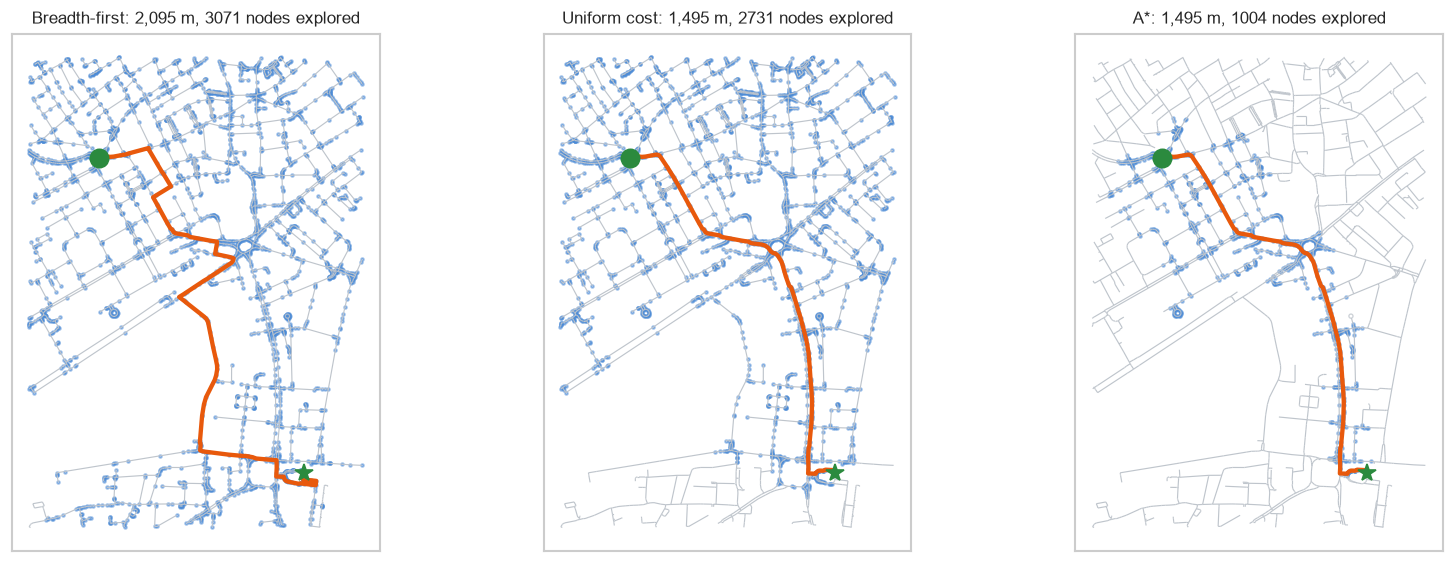 Breadth-first: 2,095 m, 3071 nodes explored
Uniform cost: 1,495 m, 2731 nodes explored
A*: 1,495 m, 1004 nodes explored